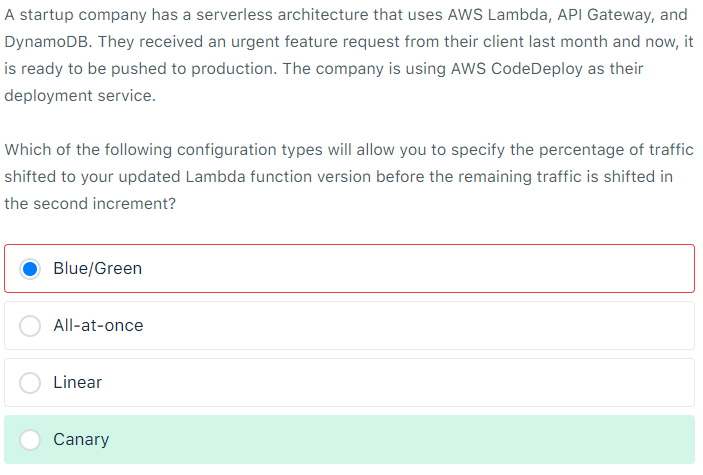 A startup company has a serverless architecture that uses AWS Lambda, API Gateway, and
DynamoDB. They received an urgent feature request from their client last month and now, it
is ready to be pushed to production. The company is using AWS CodeDeploy as their
deployment service.
Which of the following configuration types will allow you to specify the percentage of traffic
shifted to your updated Lambda function version before the remaining traffic is shifted in
the second increment?
Blue/Green
All-at-once
Linear
Canary